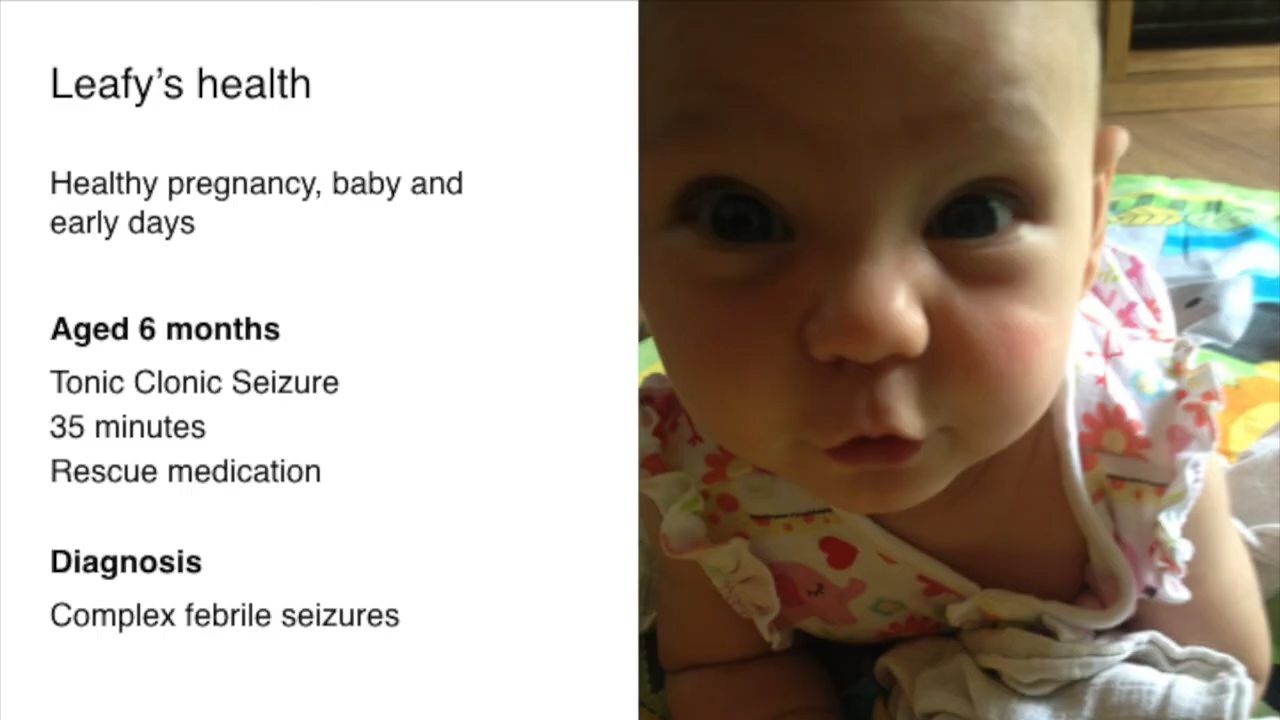 Leafy’s health
Healthy pregnancy, baby and
early days
Aged 6 months
Tonic Clonic Seizure
35 minutes
Rescue medication
Diagnosis
Complex febrile seizures